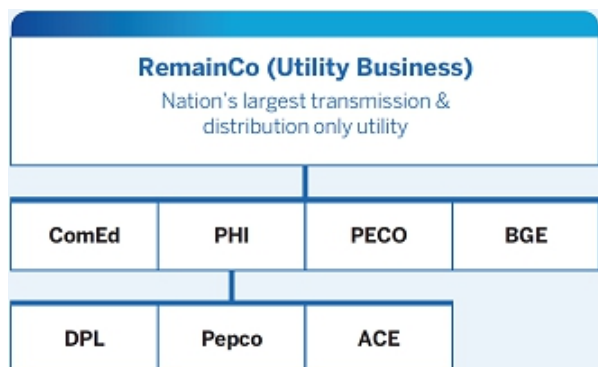 RemainCo (Utility Business)
Nation's largest transmission &
distribution only utility
ComEd PHI PECO BGE
DPL Pepco ACE